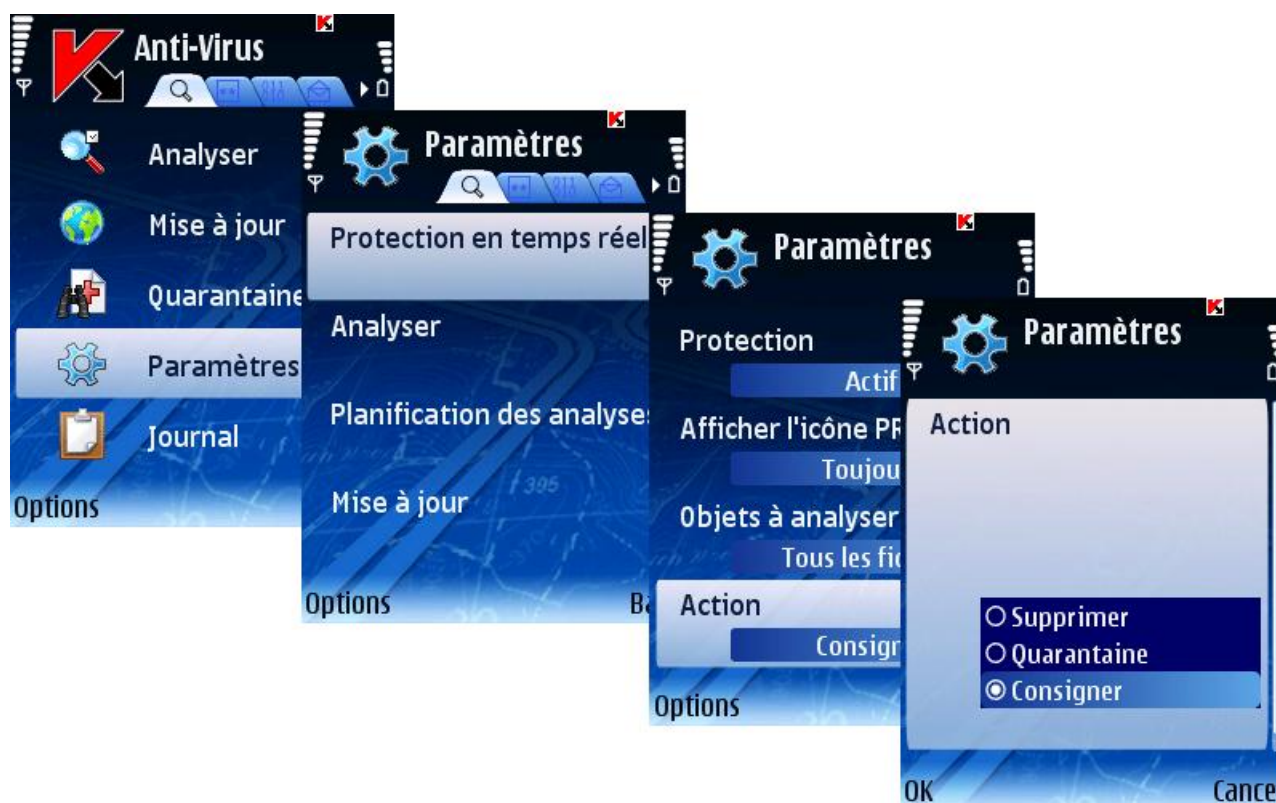 Anti-Virus
Analyser
Mise à jour
Quarantaine
Paramètres
Journal
Options
Paramètres
Protection en temps réel
Analyser
Planification des analyses
Mise à jour
Options
Ba
Paramètres
Protection
Actif
Afficher l'icône PR
Toujou
Objets à analyser
Tous les fic
Action
Consign
Options
Paramètres
Action
Supprimer
Quarantaine
Consigner
OK
Cance